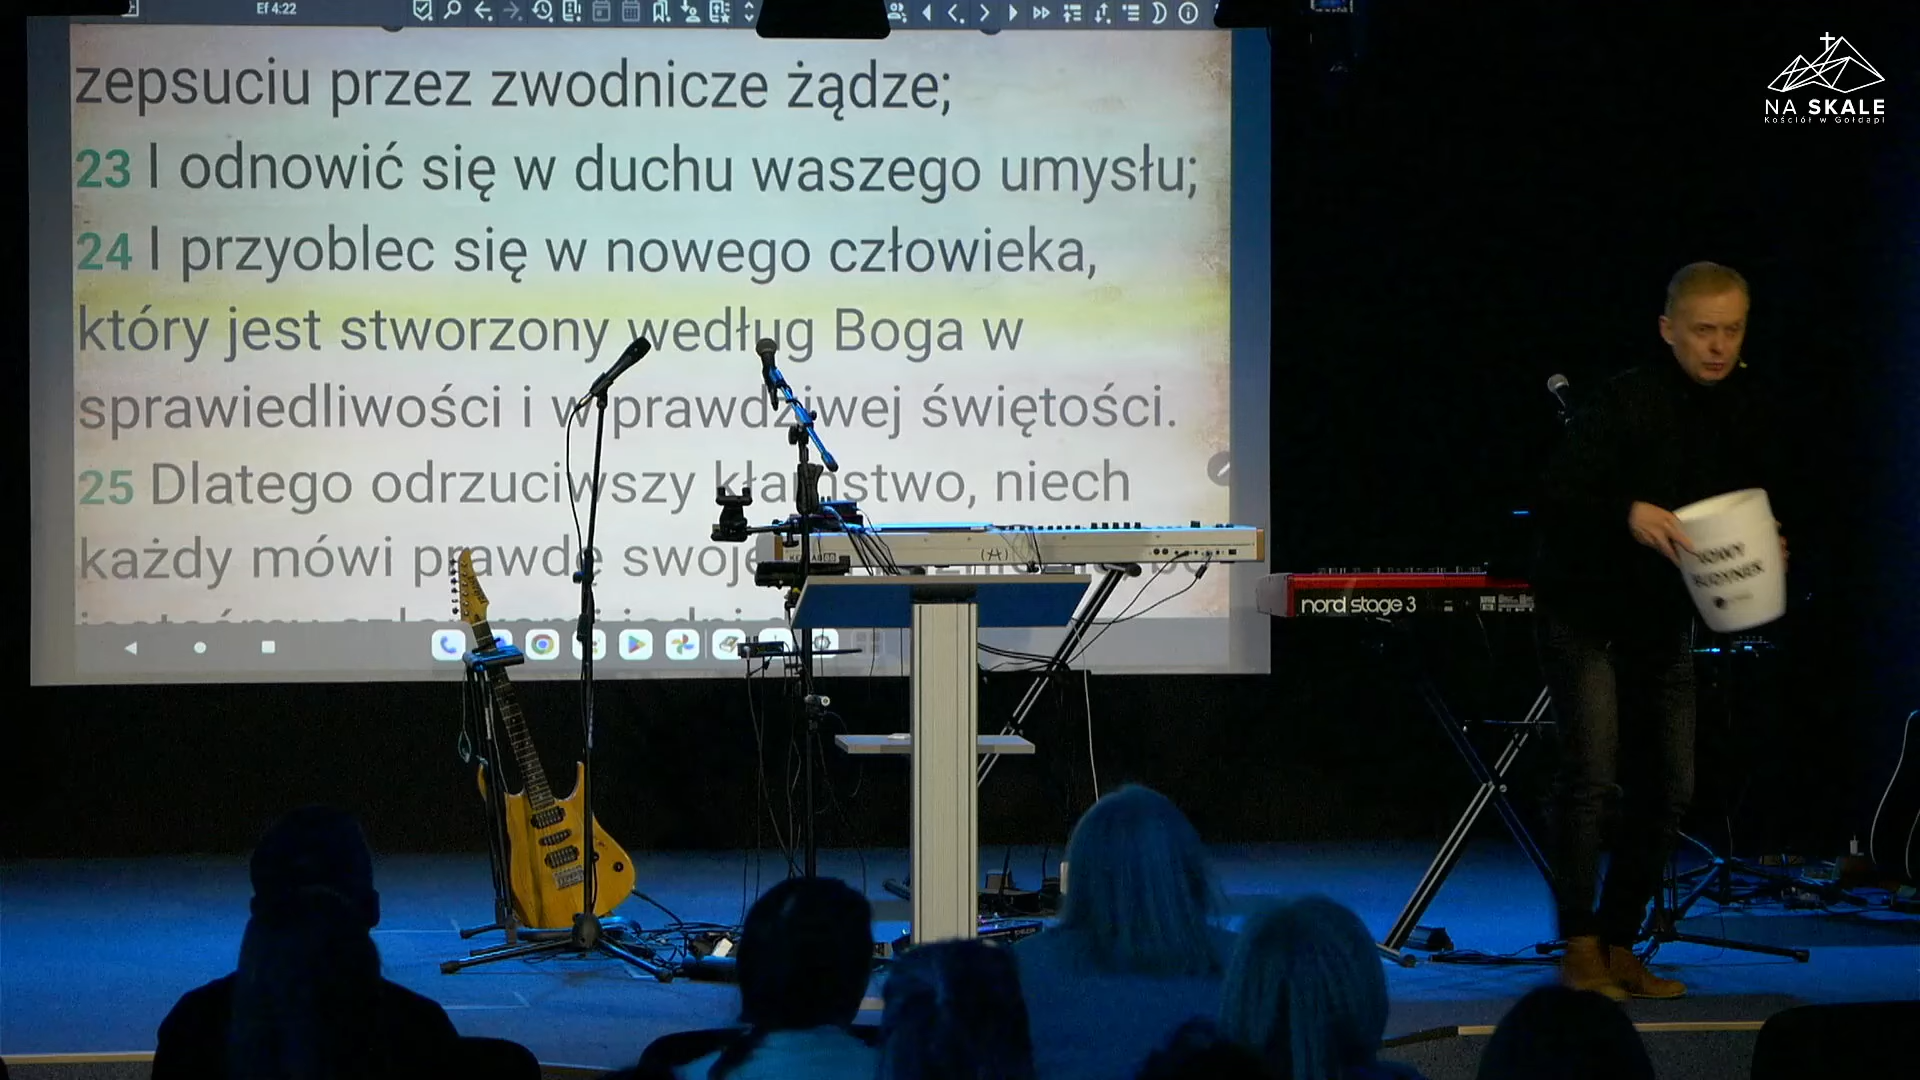 Ef 4:22
zepsuciu przez zwodnicze żądze;
23 I odnowić się w duchu waszego umysłu;
24 I przyoblec się w nowego człowieka,
który jest stworzony według Boga w
sprawiedliwości i w prawdziwej świętości.
25 Dlatego odrzuciwszy kłamstwo, niech
każdy mówi prawdę
NA SKALE
Kościół w Gołdapi
nord stage 3
NOWY
BUDYNEK